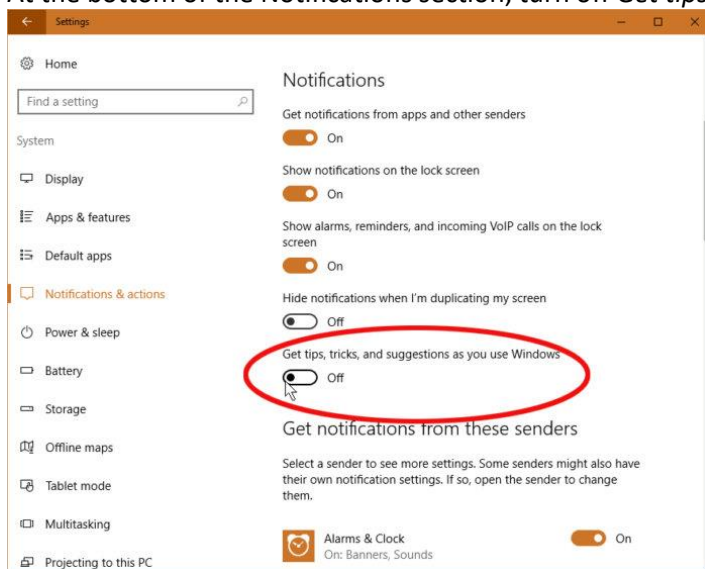 At the bottom of the Notifications section, turn off Get tips
Settings
Home
Find a setting
System
Display
Apps & features
Default apps
Notifications & actions
Power & sleep
Battery
Storage
Offline maps
Tablet mode
Multitasking
Projecting to this PC
Notifications
Get notifications from apps and other senders
On
Show notifications on the lock screen
On
Show alarms, reminders, and incoming VoIP calls on the lock
screen
On
Hide notifications when I'm duplicating my screen
Off
Get tips, tricks, and suggestions as you use Windows
Off
Get notifications from these senders
Select a sender to see more settings. Some senders might also have
their own notification settings. If so, open the sender to change
them.
Alarms & Clock
On
On: Banners, Sounds